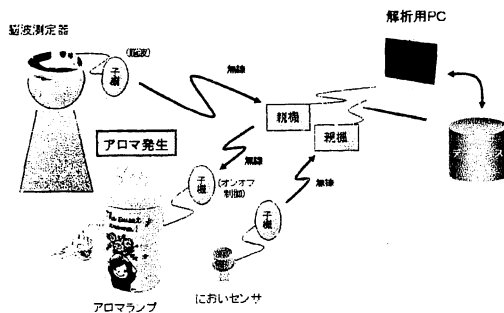 脳波測定器
(脳波)
子機
無線
解析用PC
親機
親機
アロマ発生
無線
子機
(オンオフ
制御)
無線
子機
アロマランプ
においセンサ